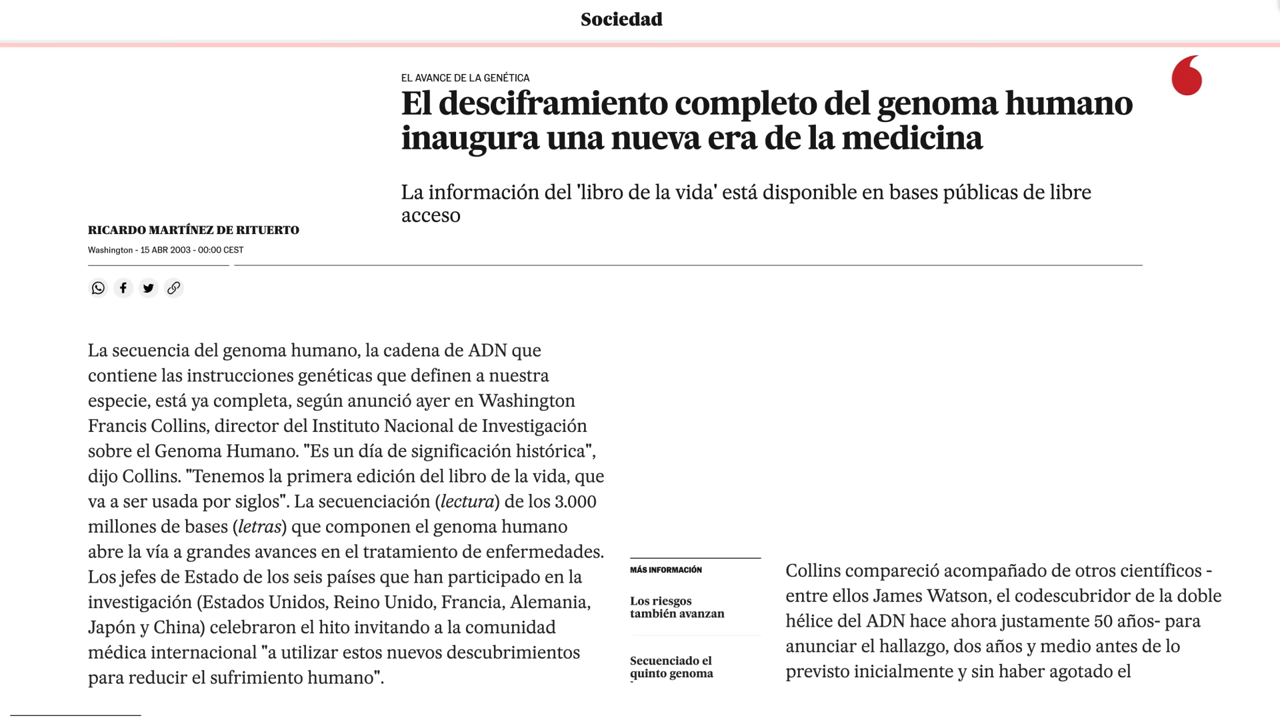 Sociedad
EL AVANCE DE LA GENÉTICA
El desciframiento completo del genoma humano
inaugura una nueva era de la medicina
La información del 'libro de la vida' está disponible en bases públicas de libre
acceso
RICARDO MARTÍNEZ DE RITUERTO
Washington - 15 ABR 2003 - 00:00 CEST
La secuencia del genoma humano, la cadena de ADN que
contiene las instrucciones genéticas que definen a nuestra
especie, está ya completa, según anunció ayer en Washington
Francis Collins, director del Instituto Nacional de Investigación
sobre el Genoma Humano. "Es un día de significación histórica",
dijo Collins. "Tenemos la primera edición del libro de la vida, que
va a ser usada por siglos". La secuenciación (lectura) de los 3.000
millones de bases (letras) que componen el genoma humano
abre la vía a grandes avances en el tratamiento de enfermedades.
Los jefes de Estado de los seis países que han participado en la
investigación (Estados Unidos, Reino Unido, Francia, Alemania,
Japón y China) celebraron el hito invitando a la comunidad
médica internacional "a utilizar estos nuevos descubrimientos
para reducir el sufrimiento humano".
MÁS INFORMACIÓN
Los riesgos
también avanzan
Secuenciado el
quinto genoma
Collins compareció acompañado de otros científicos -
entre ellos James Watson, el codescubridor de la doble
hélice del ADN hace ahora justamente 50 años- para
anunciar el hallazgo, dos años y medio antes de lo
previsto inicialmente y sin haber agotado el